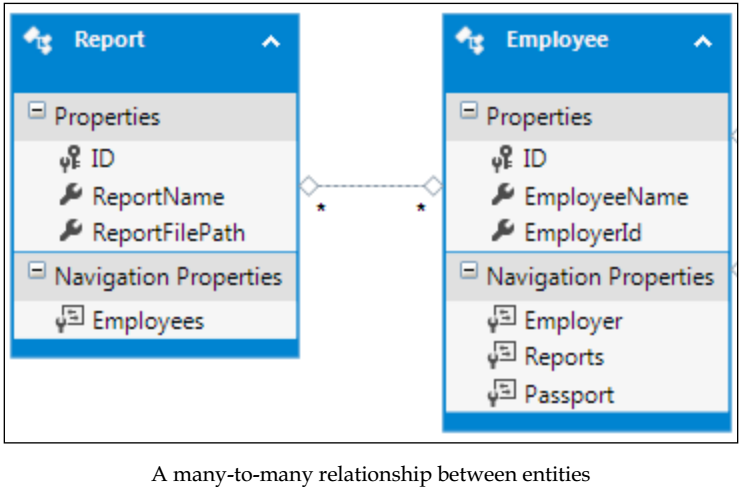 Report
Properties
ID
ReportName
ReportFilePath
Navigation Properties
Employees
*
*
Employee
Properties
ID
EmployeeName
EmployerId
Navigation Properties
Employer
Reports
Passport
A many-to-many relationship between entities